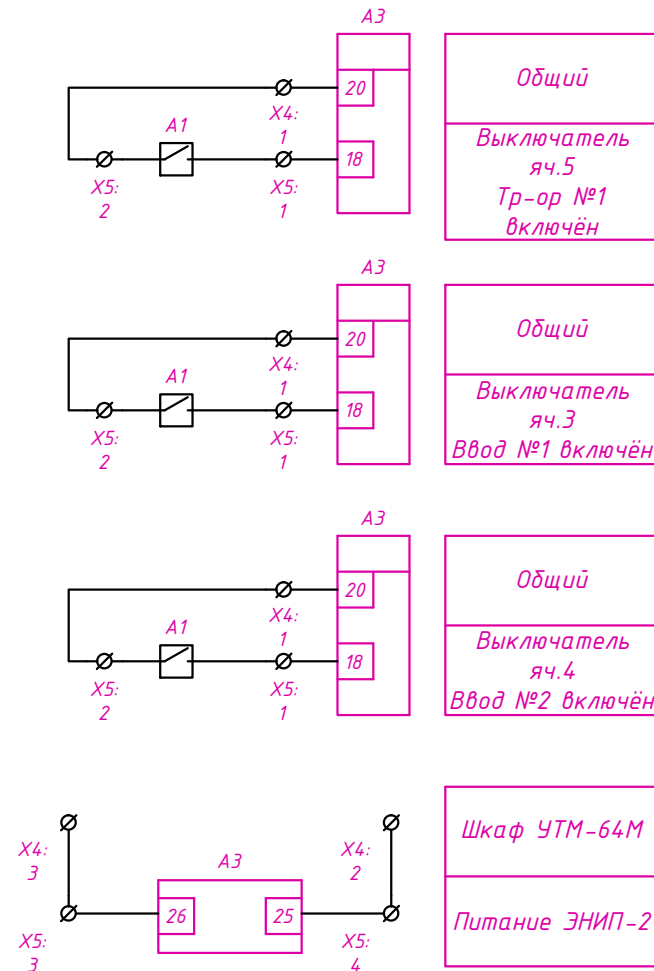 A3
20
Общий
X4:
1
A1
18
X5:
2
X5:
1
Выключатель
яч.5
Тр-ор №1
включён
A3
20
Общий
X4:
1
A1
18
X5:
2
X5:
1
Выключатель
яч.3
Ввод №1 включён
A3
20
Общий
X4:
1
A1
18
X5:
2
X5:
1
Выключатель
яч.4
Ввод №2 включён
X4:
3
A3
X4:
2
Шкаф УТМ-64М
26
25
X5:
3
X5:
4
Питание ЭНИП-2